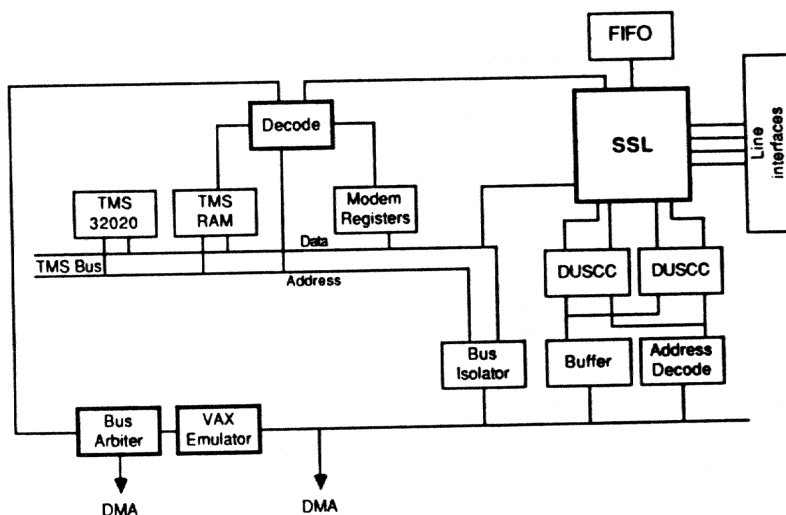 FIFO
Decode
SSL
Line
interfaces
TMS
32020
TMS
RAM
Modem
Registers
Data
TMS Bus
Address
DUSCC
DUSCC
Bus
Isolator
Buffer
Address
Decode
Bus
Arbiter
VAX
Emulator
DMA
DMA